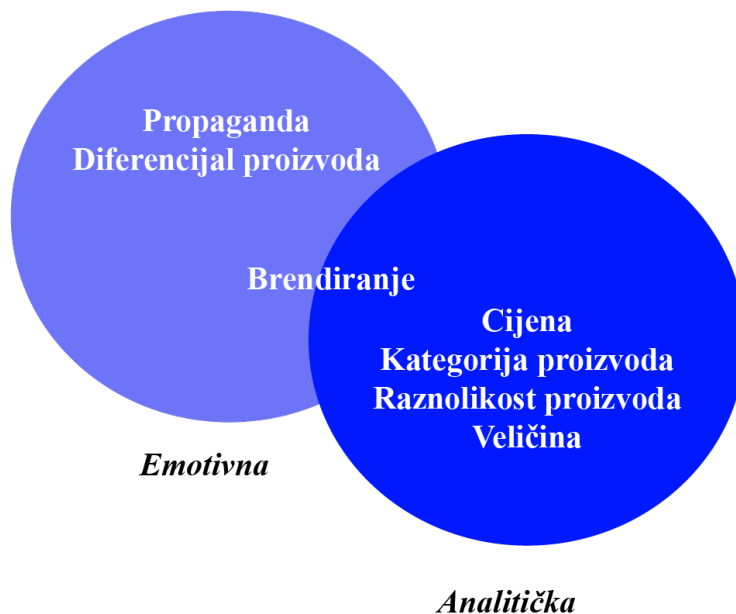 Propaganda
Diferencijal proizvoda
Brendiranje
Cijena
Kategorija proizvoda
Raznolikost proizvoda
Veličina
Emotivna
Analitička